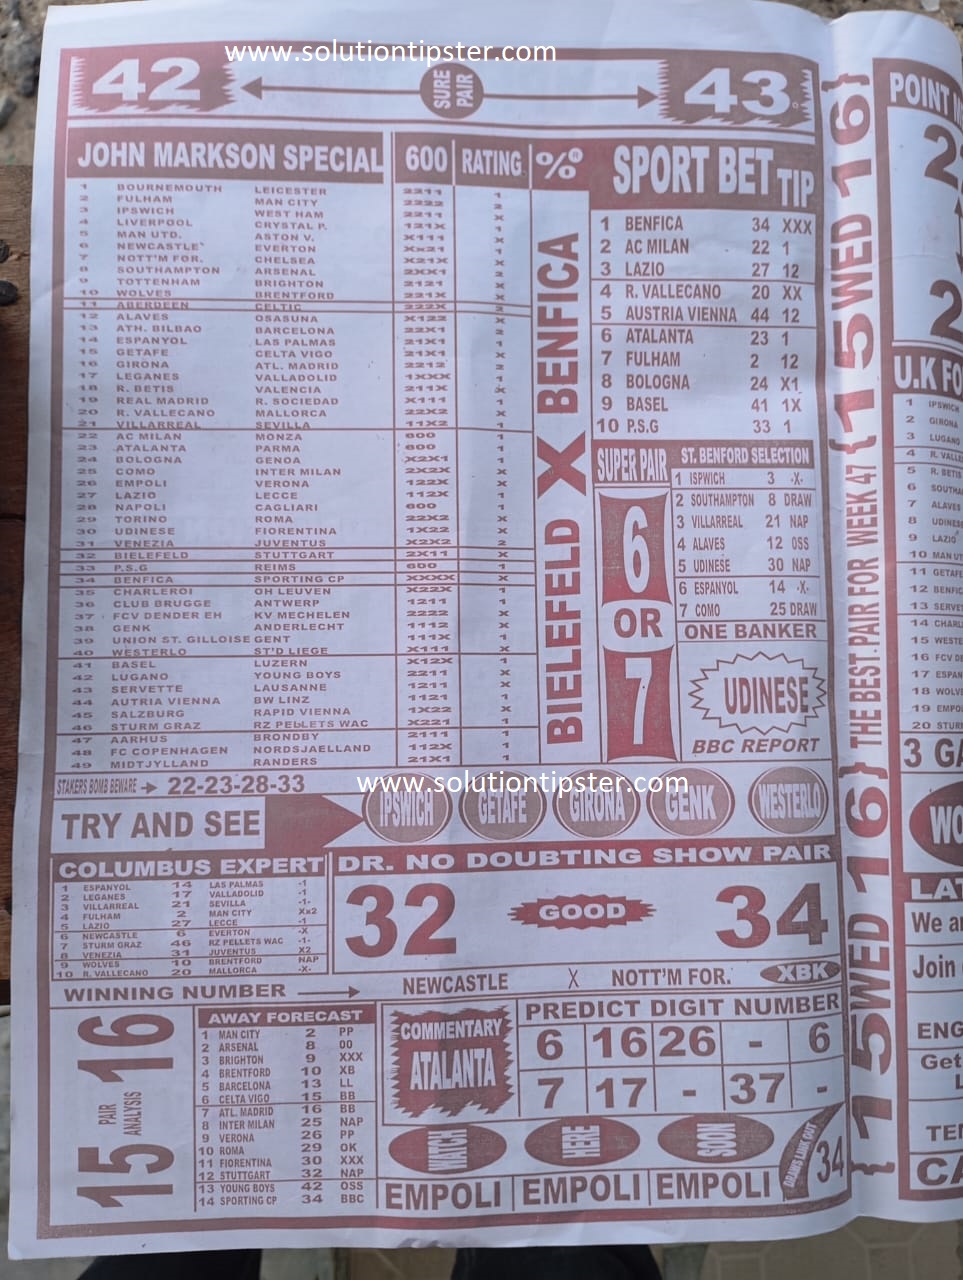 www.solutiontipster.com
42 SURE PAIR 43
JOHN MARKSON SPECIAL 600 RATING
1 BOURNEMOUTH LEICESTER 2211 1
2 FULHAM MAN CITY 2222 2
3 IPSWICH WEST HAM 2211 X
4 LIVERPOOL CRYSTAL P. 121X 1
5 MAN UTD. ASTON V. X111 X
6 NEWCASTLE EVERTON XX21 1
7 NOTT'M FOR. CHELSEA X21X X
8 SOUTHAMPTON ARSENAL 2XX1 2
9 TOTTENHAM BRIGHTON 2121 X
10 WOLVES BRENTFORD 221X 1
11 ABERDEEN CELTIC 222X
12 ALAVES OSASUNA X122 X
13 ATH. BILBAO BARCELONA 22X1 2
14 ESPANYOL LAS PALMAS 21X1 1
15 GETAFE CELTA VIGO 21X1 X
16 GIRONA ATL. MADRID 2212 2
17 LEGANES VALLADOLID 1XXX 1
18 R. BETIS VALENCIA 211X X
19 REAL MADRID R. SOCIEDAD X111 1
20 R. VALLECANO MALLORCA 22X2 X
21 VILLARREAL SEVILLA 11X2 1
22 AC MILAN MONZA 600 1
23 ATALANTA PARMA 600 1
24 BOLOGNA GENOA X2X1 1
25 COMO INTER MILAN 2X2X X
26 EMPOLI VERONA 122X X
27 LAZIO LECCE 112X 1
28 NAPOLI CAGLIARI 600 1
29 TORINO ROMA 22X2 X
30 UDINESE FIORENTINA 1X22 X
31 VENEZIA JUVENTUS X2X2 2
32 BIELEFELD STUTTGART 2X11 X
33 P.S.G REIMS 600 1
34 BENFICA SPORTING CP XXXX X
35 CHARLEROI OH LEUVEN X22X 1
36 CLUB BRUGGE ANTWERP 1211 1
37 FCV DENDER EH KV MECHELEN 2222 X
38 GENK ANDERLECHT 1112 X
39 UNION ST. GILLOISE GENT 111X 1
40 WESTERLO ST'D LIEGE X111 X
41 BASEL LUZERN X12X 1
42 LUGANO YOUNG BOYS 2211 X
43 SERVETTE LAUSANNE 1211 X
44 AUTRIA VIENNA BW LINZ 1121 1
45 SALZBURG RAPID VIENNA 1X22 X
46 STURM GRAZ RZ PELLETS WAC X221 1
47 AARHUS BRONDBY 2111 1
48 FC COPENHAGEN NORDSJAELLAND 112X 1
49 MIDTJYLLAND RANDERS 21X1 1
%
BIELEFELD X BENFICA
SPORT BET TIP
1 BENFICA 34 XXX
2 AC MILAN 22 1
3 LAZIO 27 12
4 R. VALLECANO 20 XX
5 AUSTRIA VIENNA 44 12
6 ATALANTA 23 1
7 FULHAM 2 12
8 BOLOGNA 24 X1
9 BASEL 41 1X
10 P.S.G 33 1
SUPER PAIR
6
OR
7
ST. BENFORD SELECTION
1 ISPWICH 3 -X-
2 SOUTHAMPTON 8 DRAW
3 VILLARREAL 21 NAP
4 ALAVES 12 OSS
5 UDINESE 30 NAP
6 ESPANYOL 14 -X-
7 COMO 25 DRAW
ONE BANKER
UDINESE
BBC REPORT
www.solutiontipster.com
STAKERS BOMB BEWARE 22-23-28-33
TRY AND SEE
IPSWICH GETAFE GIRONA GENK WESTERLO
COLUMBUS EXPERT
1 ESPANYOL 14 LAS PALMAS -1
2 LEGANES 17 VALLADOLID -1
3 VILLARREAL 21 SEVILLA -1-
4 FULHAM 2 MAN CITY Xx2
5 LAZIO 27 LECCE -1
6 NEWCASTLE 6 EVERTON -X
7 STURM GRAZ 46 RZ PELLETS WAC -1-
8 VENEZIA 31 JUVENTUS X2
9 WOLVES 10 BRENTFORD NAP
10 R. VALLECANO 20 MALLORCA -X-
DR. NO DOUBTING SHOW PAIR
32 GOOD 34
WINNING NUMBER NEWCASTLE X NOTT'M FOR. XBK
15 PAIR ANALYSIS 16
AWAY FORECAST
1 MAN CITY 2 PP
2 ARSENAL 8 00
3 BRIGHTON 9 XXX
4 BRENTFORD 10 XB
5 BARCELONA 13 LL
6 CELTA VIGO 15 BB
7 ATL. MADRID 16 BB
8 INTER MILAN 25 NAP
9 VERONA 26 PP
10 ROMA 29 OK
11 FIORENTINA 30 XXX
12 STUTTGART 32 NAP
13 YOUNG BOYS 42 OSS
14 SPORTING CP 34 BBC
COMMENTARY
ATALANTA
PREDICT DIGIT NUMBER
6 16 26 - 6
7 17 - 37 -
WATCH HERE SOON
EMPOLI EMPOLI EMPOLI
34
{15 WED 16} THE BEST PAIR FOR WEEK 47 {15 WED 16}
{15 WED 16}
POINT
U.K FO
1 IPSWICH
2 GIRONA
3 LUGANO
4 R. VALLE
5 R. BETIS
6 SOUTHA
7 ALAVES
8 UDINES
9 LAZIO
10 MAN UT
11 GETAFE
12 BENFIC
13 SERVET
14 CHARL
15 WESTE
16 FCV D
17 ESPAN
18 WOLV
19 EMPO
20 STUR
3 GA
WO
LAT
We a
Join
ENG
Get
TE
CA